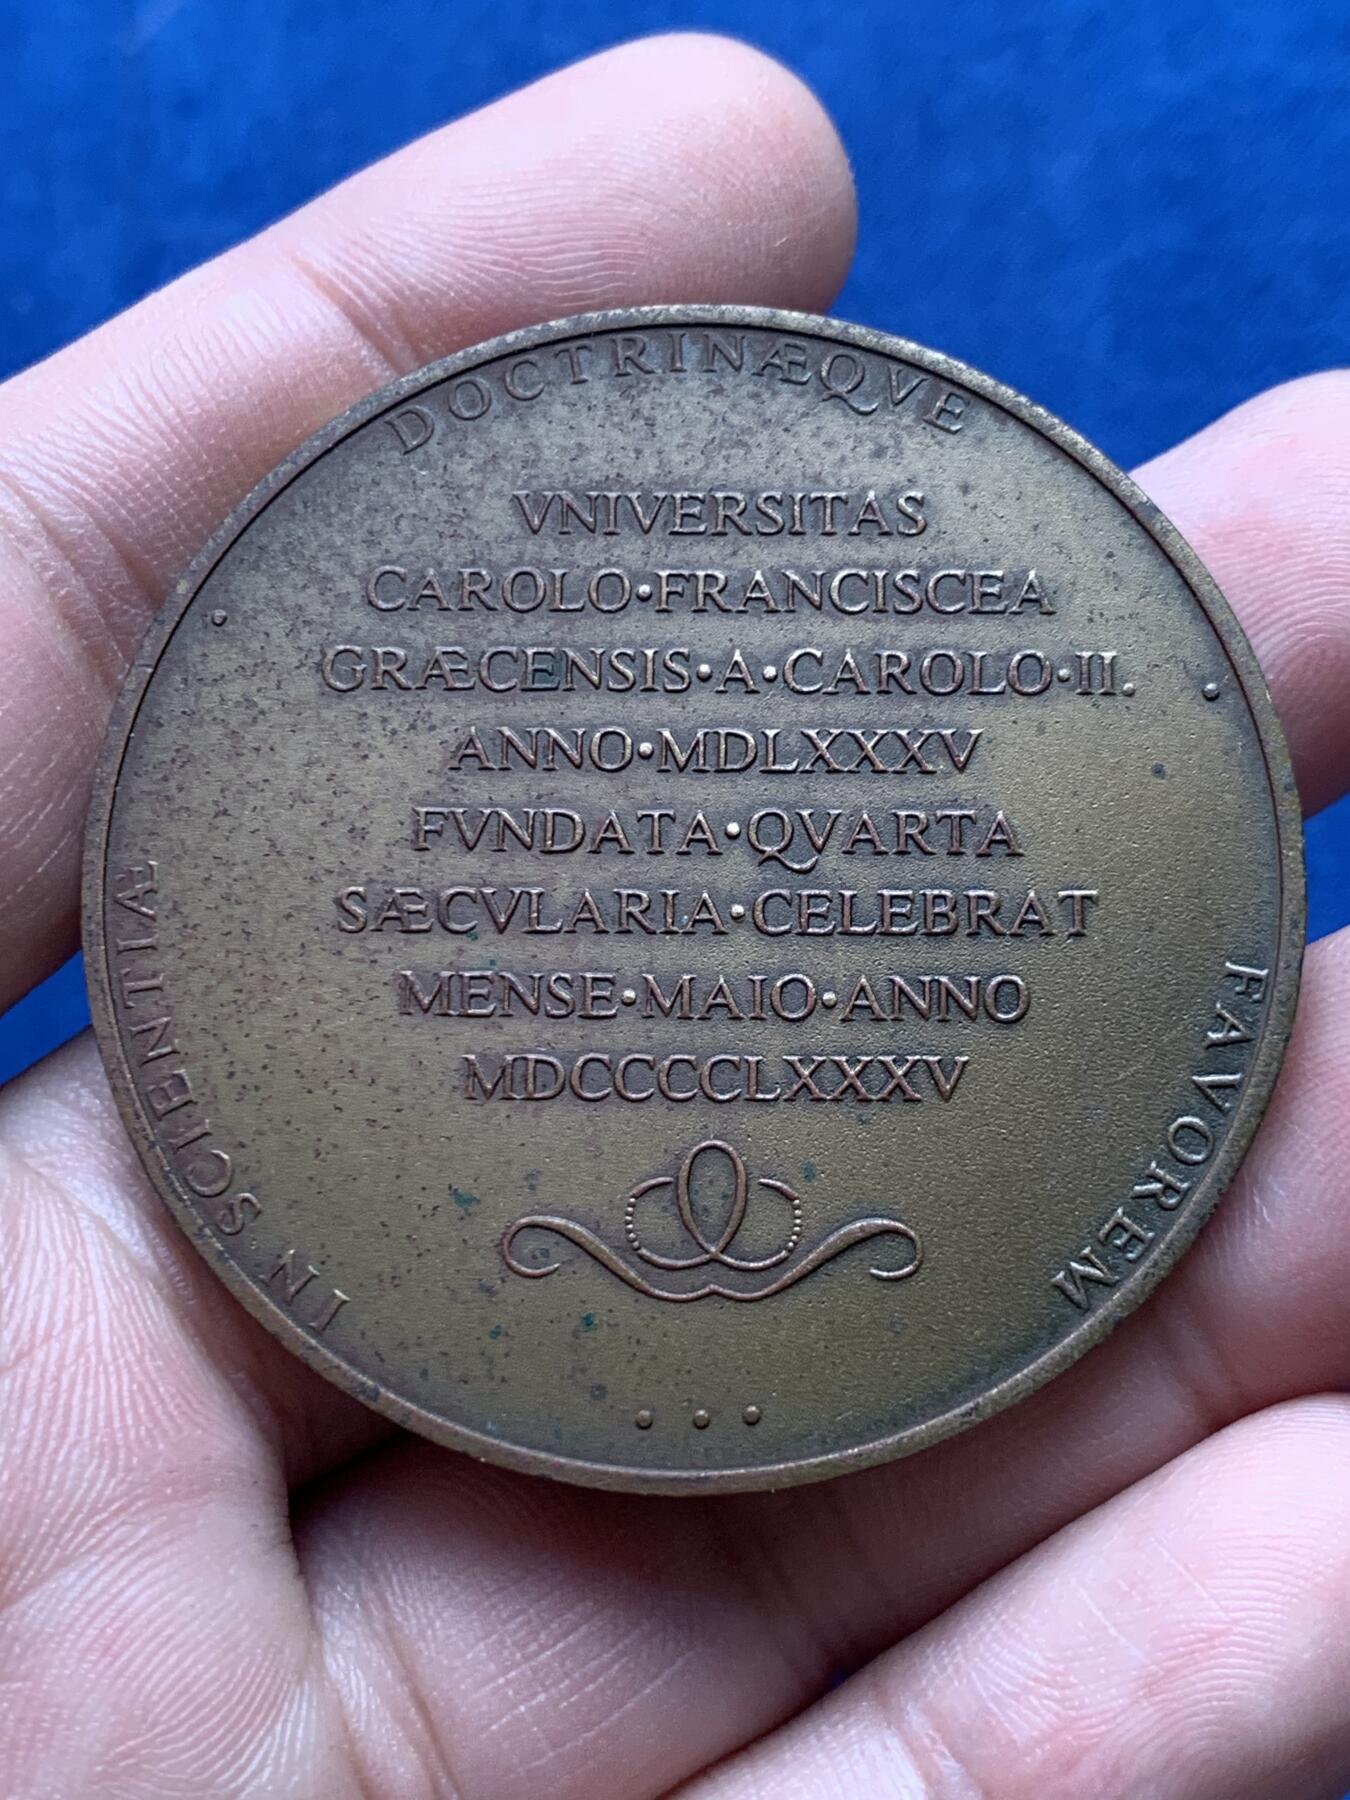 IN SCIENTIÆ
DOCTRINÆQVE
FAVOREM
VNIVERSITAS
CAROLO·FRANCISCEA
GRÆCENSIS·A·CAROLO·II.
ANNO·MDLXXXV
FVNDATA·QVARTA
SÆCVLARIA·CELEBRAT
MENSE·MAIO·ANNO
MDCCCCLXXXV